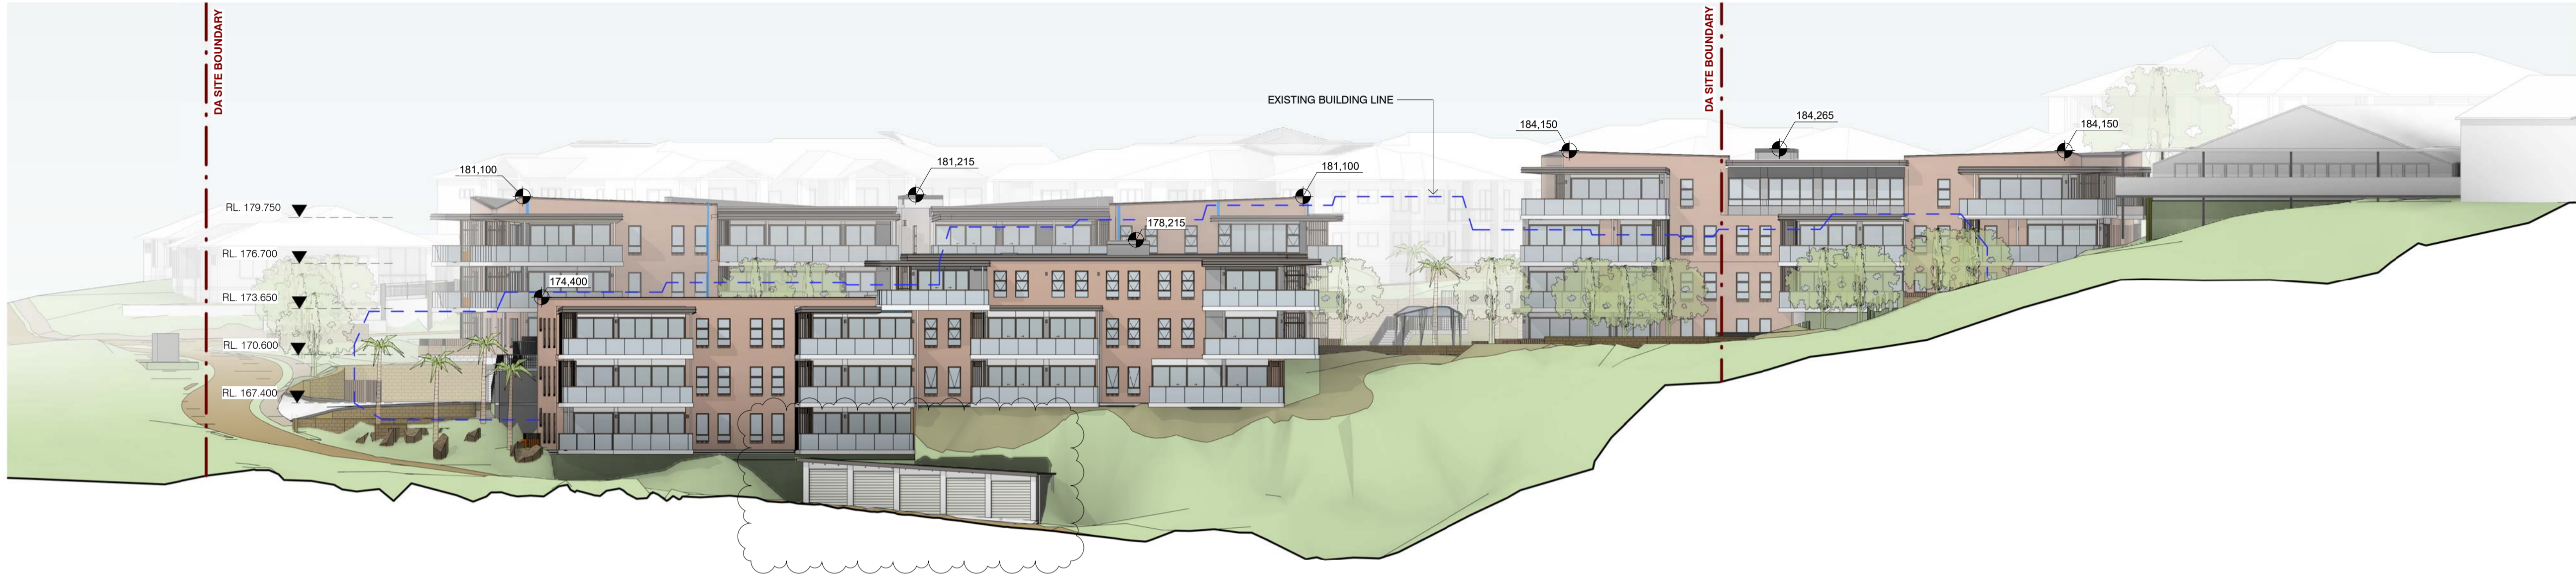 DA SITE BOUNDARY
DA SITE BOUNDARY
EXISTING BUILDING LINE
184,150
184,265
184,150
181,100
181,215
181,100
RL. 179.750
178,215
RL. 176.700
174,400
RL. 173.650
RL. 170.600
RL. 167.400